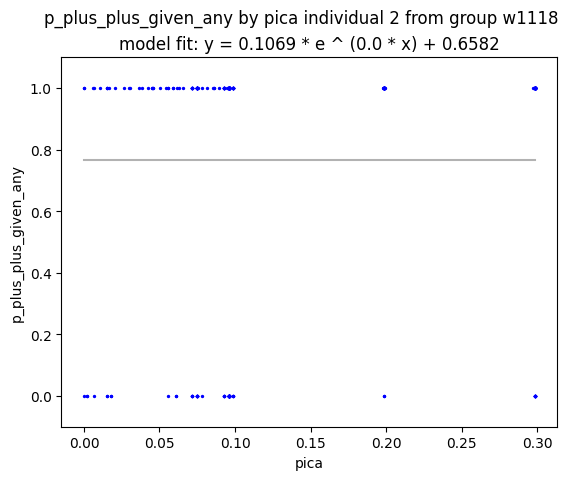 p_plus_plus_given_any by pica individual 2 from group w1118
model fit: y = 0.1069 * e ^ (0.0 * x) + 0.6582
1.0
0.8
0.6
0.4
0.2
0.0
p_plus_plus_given_any
0.00 0.05 0.10 0.15 0.20 0.25 0.30
pica